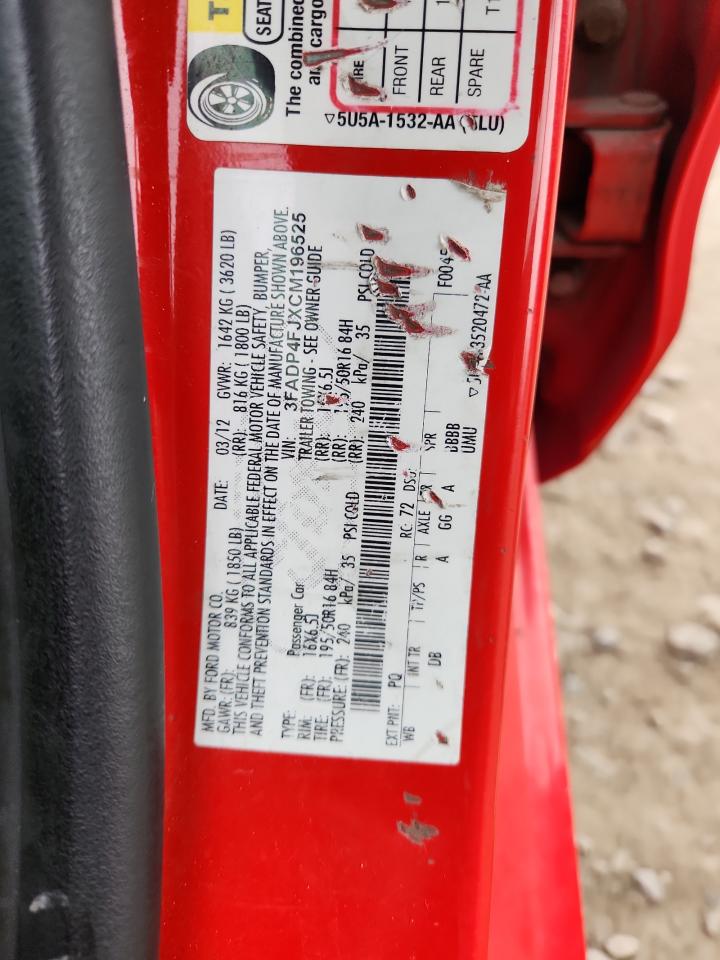 SEAT
The combined
and cargo
TIRE
FRONT
REAR
SPARE
T1
5U5A-1532-AA
MFD. BY FORD MOTOR CO.
DATE: 03/12 GVWR: 1642 KG ( 3620 LB)
GAWR: (FR): 839 KG ( 1850 LB) (RR): 816 KG ( 1800 LB)
THIS VEHICLE CONFORMS TO ALL APPLICABLE FEDERAL MOTOR VEHICLE SAFETY, BUMPER,
AND THEFT PREVENTION STANDARDS IN EFFECT ON THE DATE OF MANUFACTURE SHOWN ABOVE.
VIN: 3FADP4FJXCM196525
TYPE: Passenger Car TRAILER TOWING - SEE OWNER GUIDE
RIM: (FR): 16X6.5J (RR): 16X6.5J
TIRE: (FR): 195/50R16 84H (RR): 195/50R16 84H
PRESSURE: (FR): 240 kPa/ 35 PSI COLD (RR): 240 kPa/ 35 PSI COLD
EXT PNT: PQ RC: 72 DSO:
WB INT TR TP/PS R AXLE TR SPR
DB A GG A BBBB
UMU